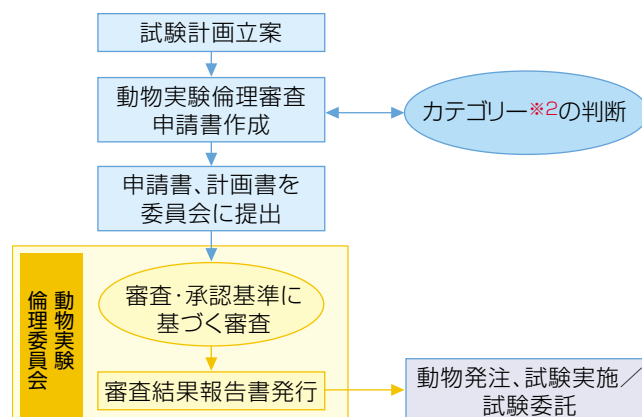 試験計画立案
動物実験倫理審査
申請書作成
カテゴリー※2の判断
申請書、計画書を
委員会に提出
動物実験
倫理委員会
審査・承認基準に
基づく審査
審査結果報告書発行
動物発注、試験実施／
試験委託